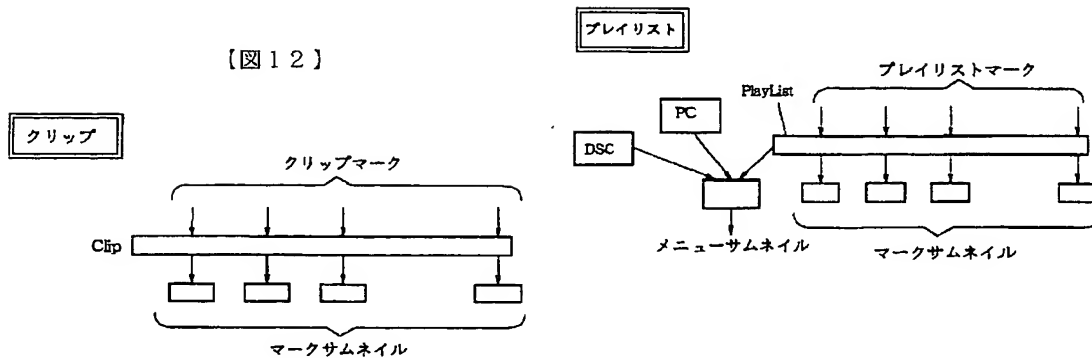 【図12】
クリップ
クリップマーク
Clip
マークサムネイル
プレイリスト
プレイリストマーク
PlayList
PC
DSC
メニューサムネイル
マークサムネイル